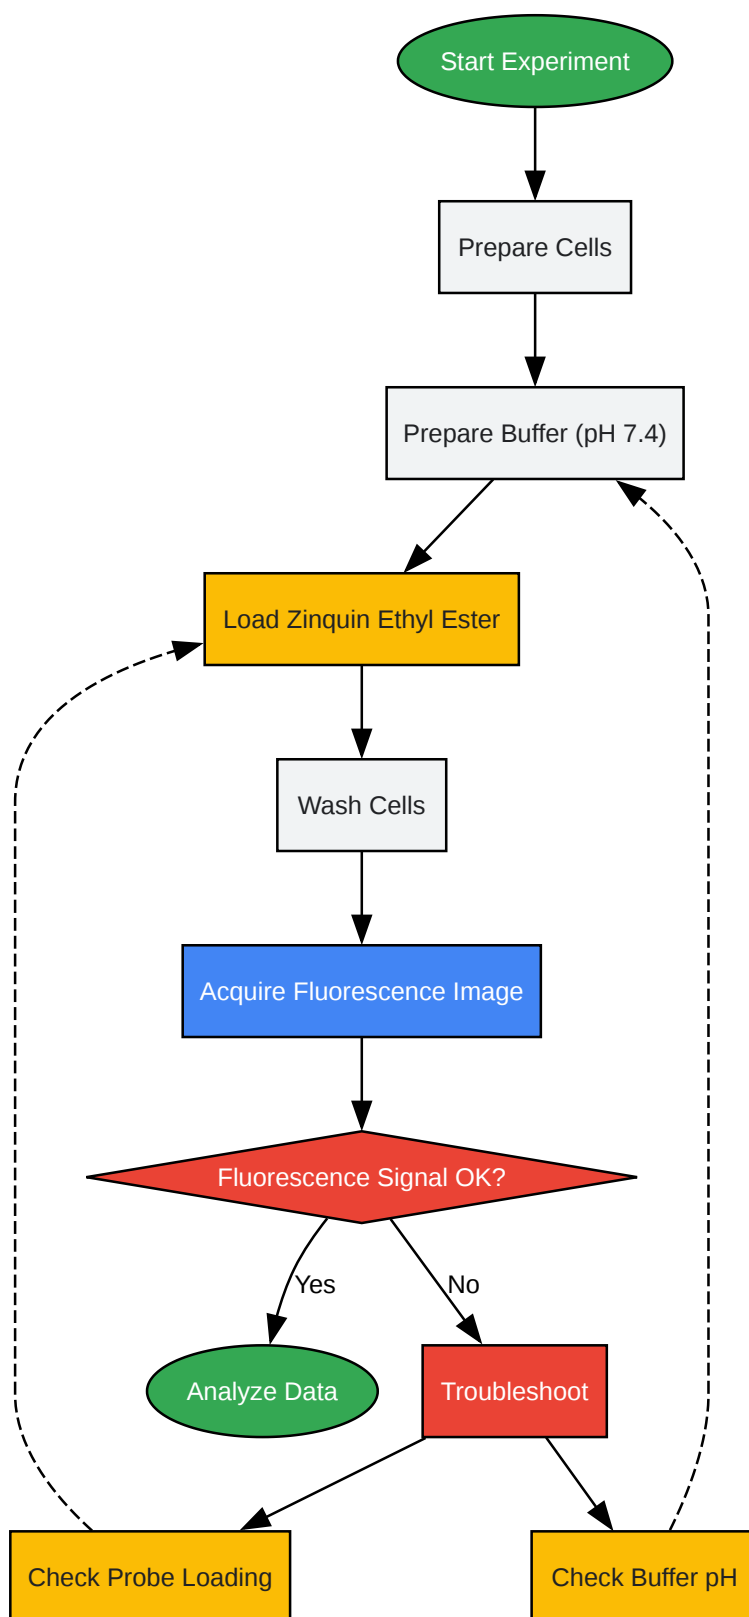 Start Experiment
Prepare Cells
Prepare Buffer (pH 7.4)
Load Zinquin Ethyl Ester
Wash Cells
Acquire Fluorescence Image
Fluorescence Signal OK?
Yes
No
Analyze Data
Troubleshoot
Check Probe Loading
Check Buffer pH